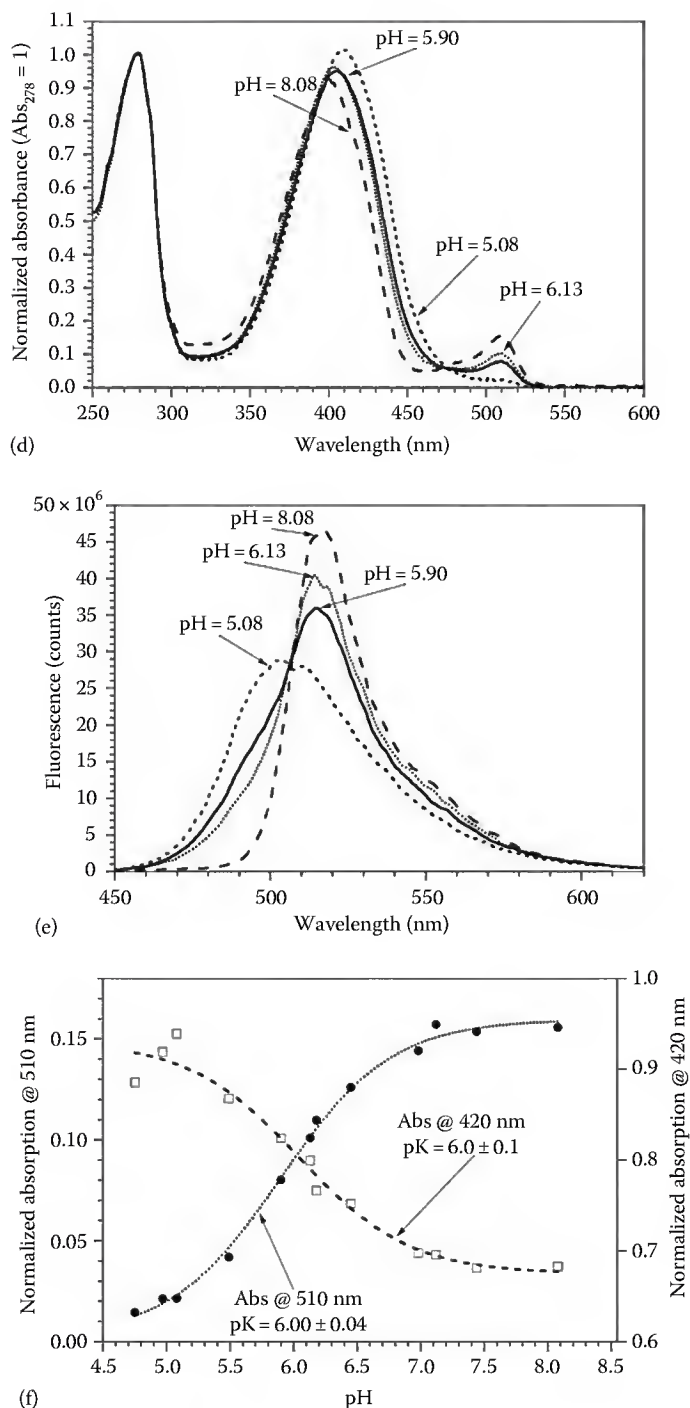 Normalized absorbance (Abs278 = 1)
1.1
1.0
0.9
0.8
0.7
0.6
0.5
0.4
0.3
0.2
0.1
0.0
pH = 5.90
pH = 8.08
pH = 5.08
pH = 6.13
250 300 350 400 450 500 550 600
Wavelength (nm)
(d)
Fluorescence (counts)
50 × 10⁶
45
40
35
30
25
20
15
10
5
0
pH = 8.08
pH = 6.13
pH = 5.90
pH = 5.08
450 500 550 600
Wavelength (nm)
(e)
Normalized absorption @ 510 nm
0.15
0.10
0.05
0.00
Abs @ 420 nm
pK = 6.0 ± 0.1
Abs @ 510 nm
pK = 6.00 ± 0.04
1.0
0.9
0.8
0.7
0.6
Normalized absorption @ 420 nm
4.5 5.0 5.5 6.0 6.5 7.0 7.5 8.0 8.5
pH
(f)